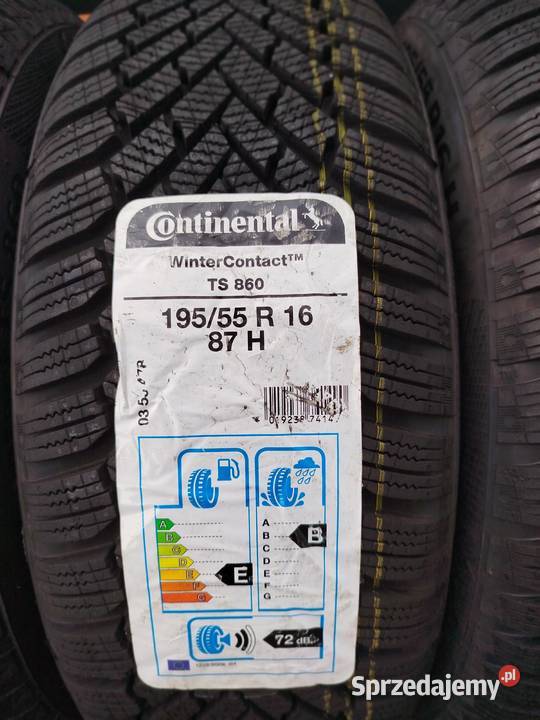 Continental
WinterContact™
TS 860
195/55 R 16
87 H
A
B
C
D
E
F
G
E
A
B
C
D
E
F
G
B
72 dB
Sprzedajemy.pl